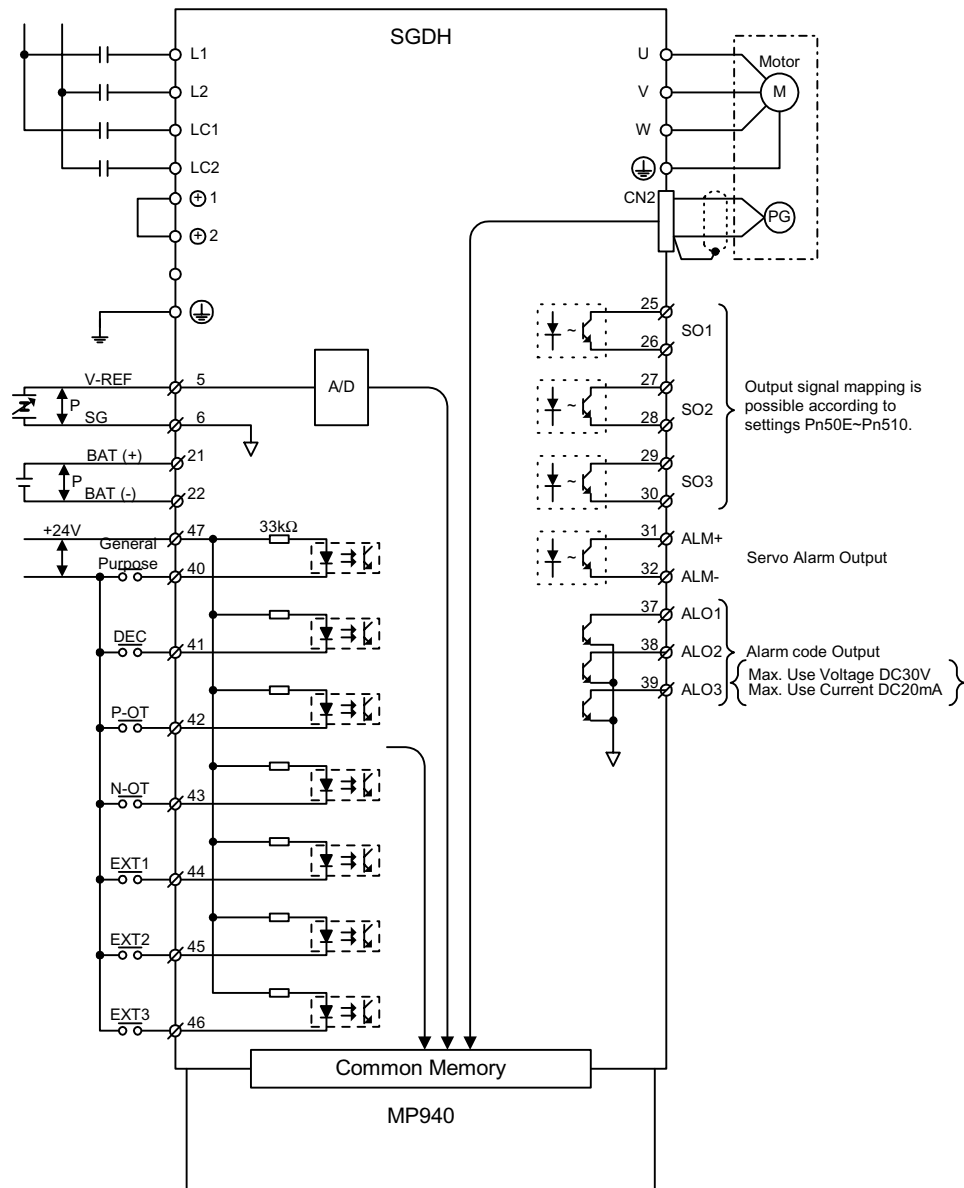 SGDH
L1
L2
LC1
LC2
⊕ 1
⊕ 2
U
V
W
Motor
M
CN2
PG
V-REF
5
P
SG
6
A/D
BAT (+)
21
P
BAT (-)
22
+24V
47
33kΩ
General
Purpose
40
DEC
41
P-OT
42
N-OT
43
EXT1
44
EXT2
45
EXT3
46
25
SO1
26
27
SO2
28
29
SO3
30
Output signal mapping is
possible according to
settings Pn50E~Pn510.
31
ALM+
32
ALM-
Servo Alarm Output
37
ALO1
38
ALO2
39
ALO3
Alarm code Output
Max. Use Voltage DC30V
Max. Use Current DC20mA
Common Memory
MP940